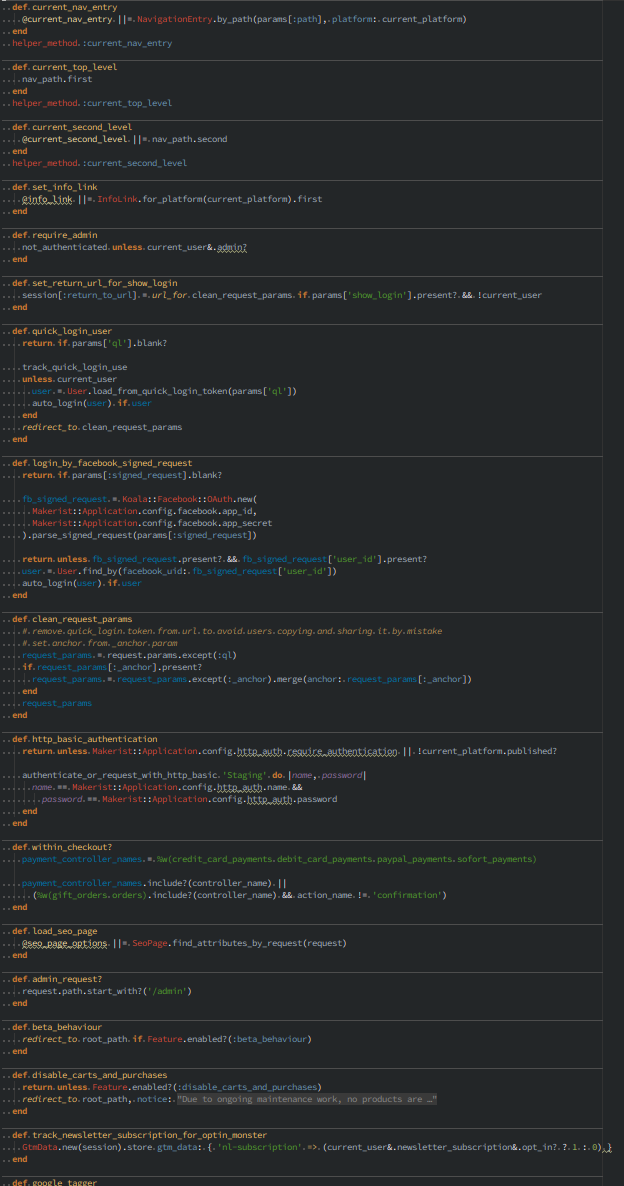 def current_nav_entry
@current_nav_entry ||= NavigationEntry.by_path(params[:path], platform: current_platform)
end
helper_method :current_nav_entry
def current_top_level
nav_path.first
end
helper_method :current_top_level
def current_second_level
@current_second_level ||= nav_path.second
end
helper_method :current_second_level
def set_info_link
@info_link ||= InfoLink.for_platform(current_platform).first
end
def require_admin
not_authenticated unless current_user&.admin?
end
def set_return_url_for_show_login
session[:return_to_url] = url_for clean_request_params if params['show_login'].present? && !current_user
end
def quick_login_user
return if params['ql'].blank?
track_quick_login_use
unless current_user
user = User.load_from_quick_login_token(params['ql'])
auto_login(user) if user
end
redirect_to clean_request_params
end
def login_by_facebook_signed_request
return if params[:signed_request].blank?
fb_signed_request = Koala::Facebook::OAuth.new(
Makerist::Application.config.facebook.app_id,
Makerist::Application.config.facebook.app_secret
).parse_signed_request(params[:signed_request])
return unless fb_signed_request.present? && fb_signed_request['user_id'].present?
user = User.find_by(facebook_uid: fb_signed_request['user_id'])
auto_login(user) if user
end
def clean_request_params
# remove quick_login token from url to avoid users copying and sharing it by mistake
# set anchor from _anchor param
request_params = request.params.except(:ql)
if request_params[:_anchor].present?
request_params = request_params.except(:_anchor).merge(anchor: request_params[:_anchor])
end
request_params
end
def http_basic_authentication
return unless Makerist::Application.config.http_auth.require_authentication || !current_platform.published?
authenticate_or_request_with_http_basic 'Staging' do |name, password|
name == Makerist::Application.config.http_auth.name &&
password == Makerist::Application.config.http_auth.password
end
end
def within_checkout?
payment_controller_names = %w(credit_card_payments debit_card_payments paypal_payments sofort_payments)
payment_controller_names.include?(controller_name) ||
(%w(gift_orders orders).include?(controller_name) && action_name != 'confirmation')
end
def load_seo_page
@seo_page_options ||= SeoPage.find_attributes_by_request(request)
end
def admin_request?
request.path.start_with?('/admin')
end
def beta_behaviour
redirect_to root_path if Feature.enabled?(:beta_behaviour)
end
def disable_carts_and_purchases
return unless Feature.enabled?(:disable_carts_and_purchases)
redirect_to root_path, notice: "Due to ongoing maintenance work, no products are …"
end
def track_newsletter_subscription_for_optin_monster
GtmData.new(session).store gtm_data: { 'nl-subscription' => (current_user&.newsletter_subscription&.opt_in? ? 1 : 0) }
end
def google_tagger